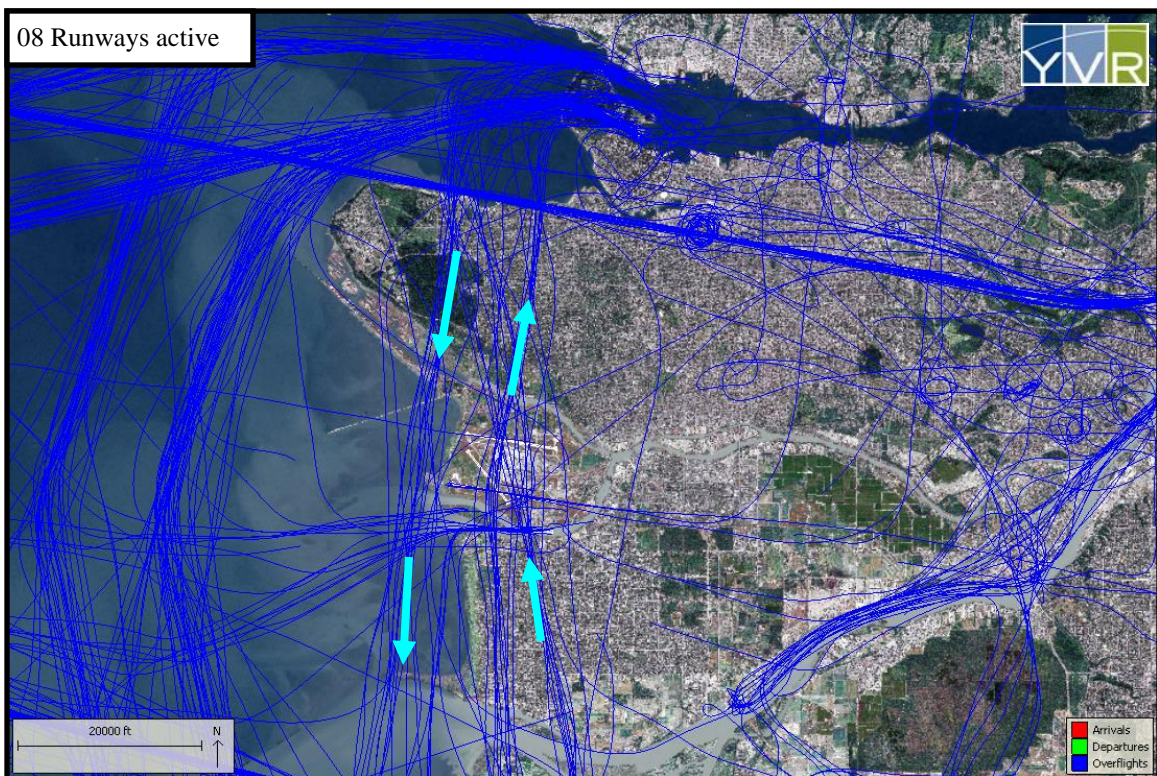 08 Runways active
YVR
20000 ft
N
Arrivals
Departures
Overflights